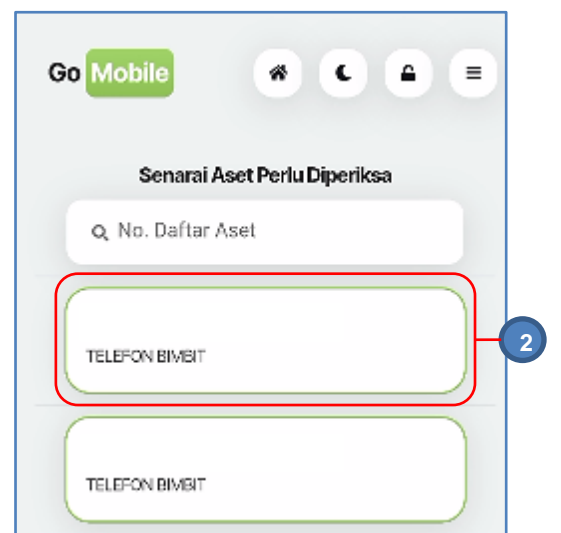 Go Mobile
Senarai Aset Perlu Diperiksa
No. Daftar Aset
TELEFON BIMBIT
2
TELEFON BIMBIT